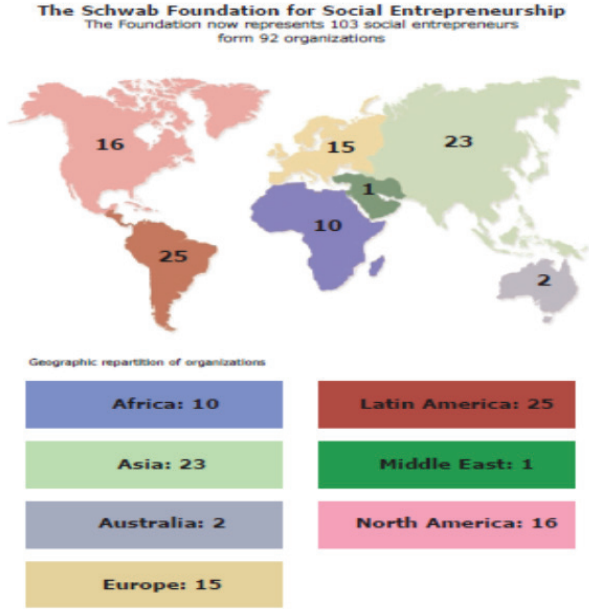 The Schwab Foundation for Social Entrepreneurship
The Foundation now represents 103 social entrepreneurs
form 92 organizations
16
15
23
1
10
25
2
Geographic repartition of organizations
Africa: 10
Latin America: 25
Asia: 23
Middle East: 1
Australia: 2
North America: 16
Europe: 15